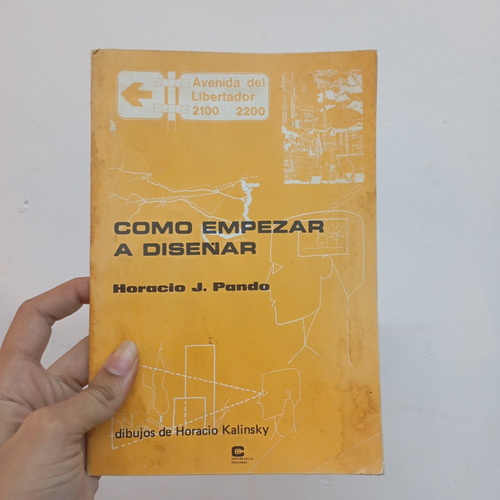 Avenida del
Libertador
2100 2200
COMO EMPEZAR
A DISEÑAR
Horacio J. Pando
dibujos de Horacio Kalinsky